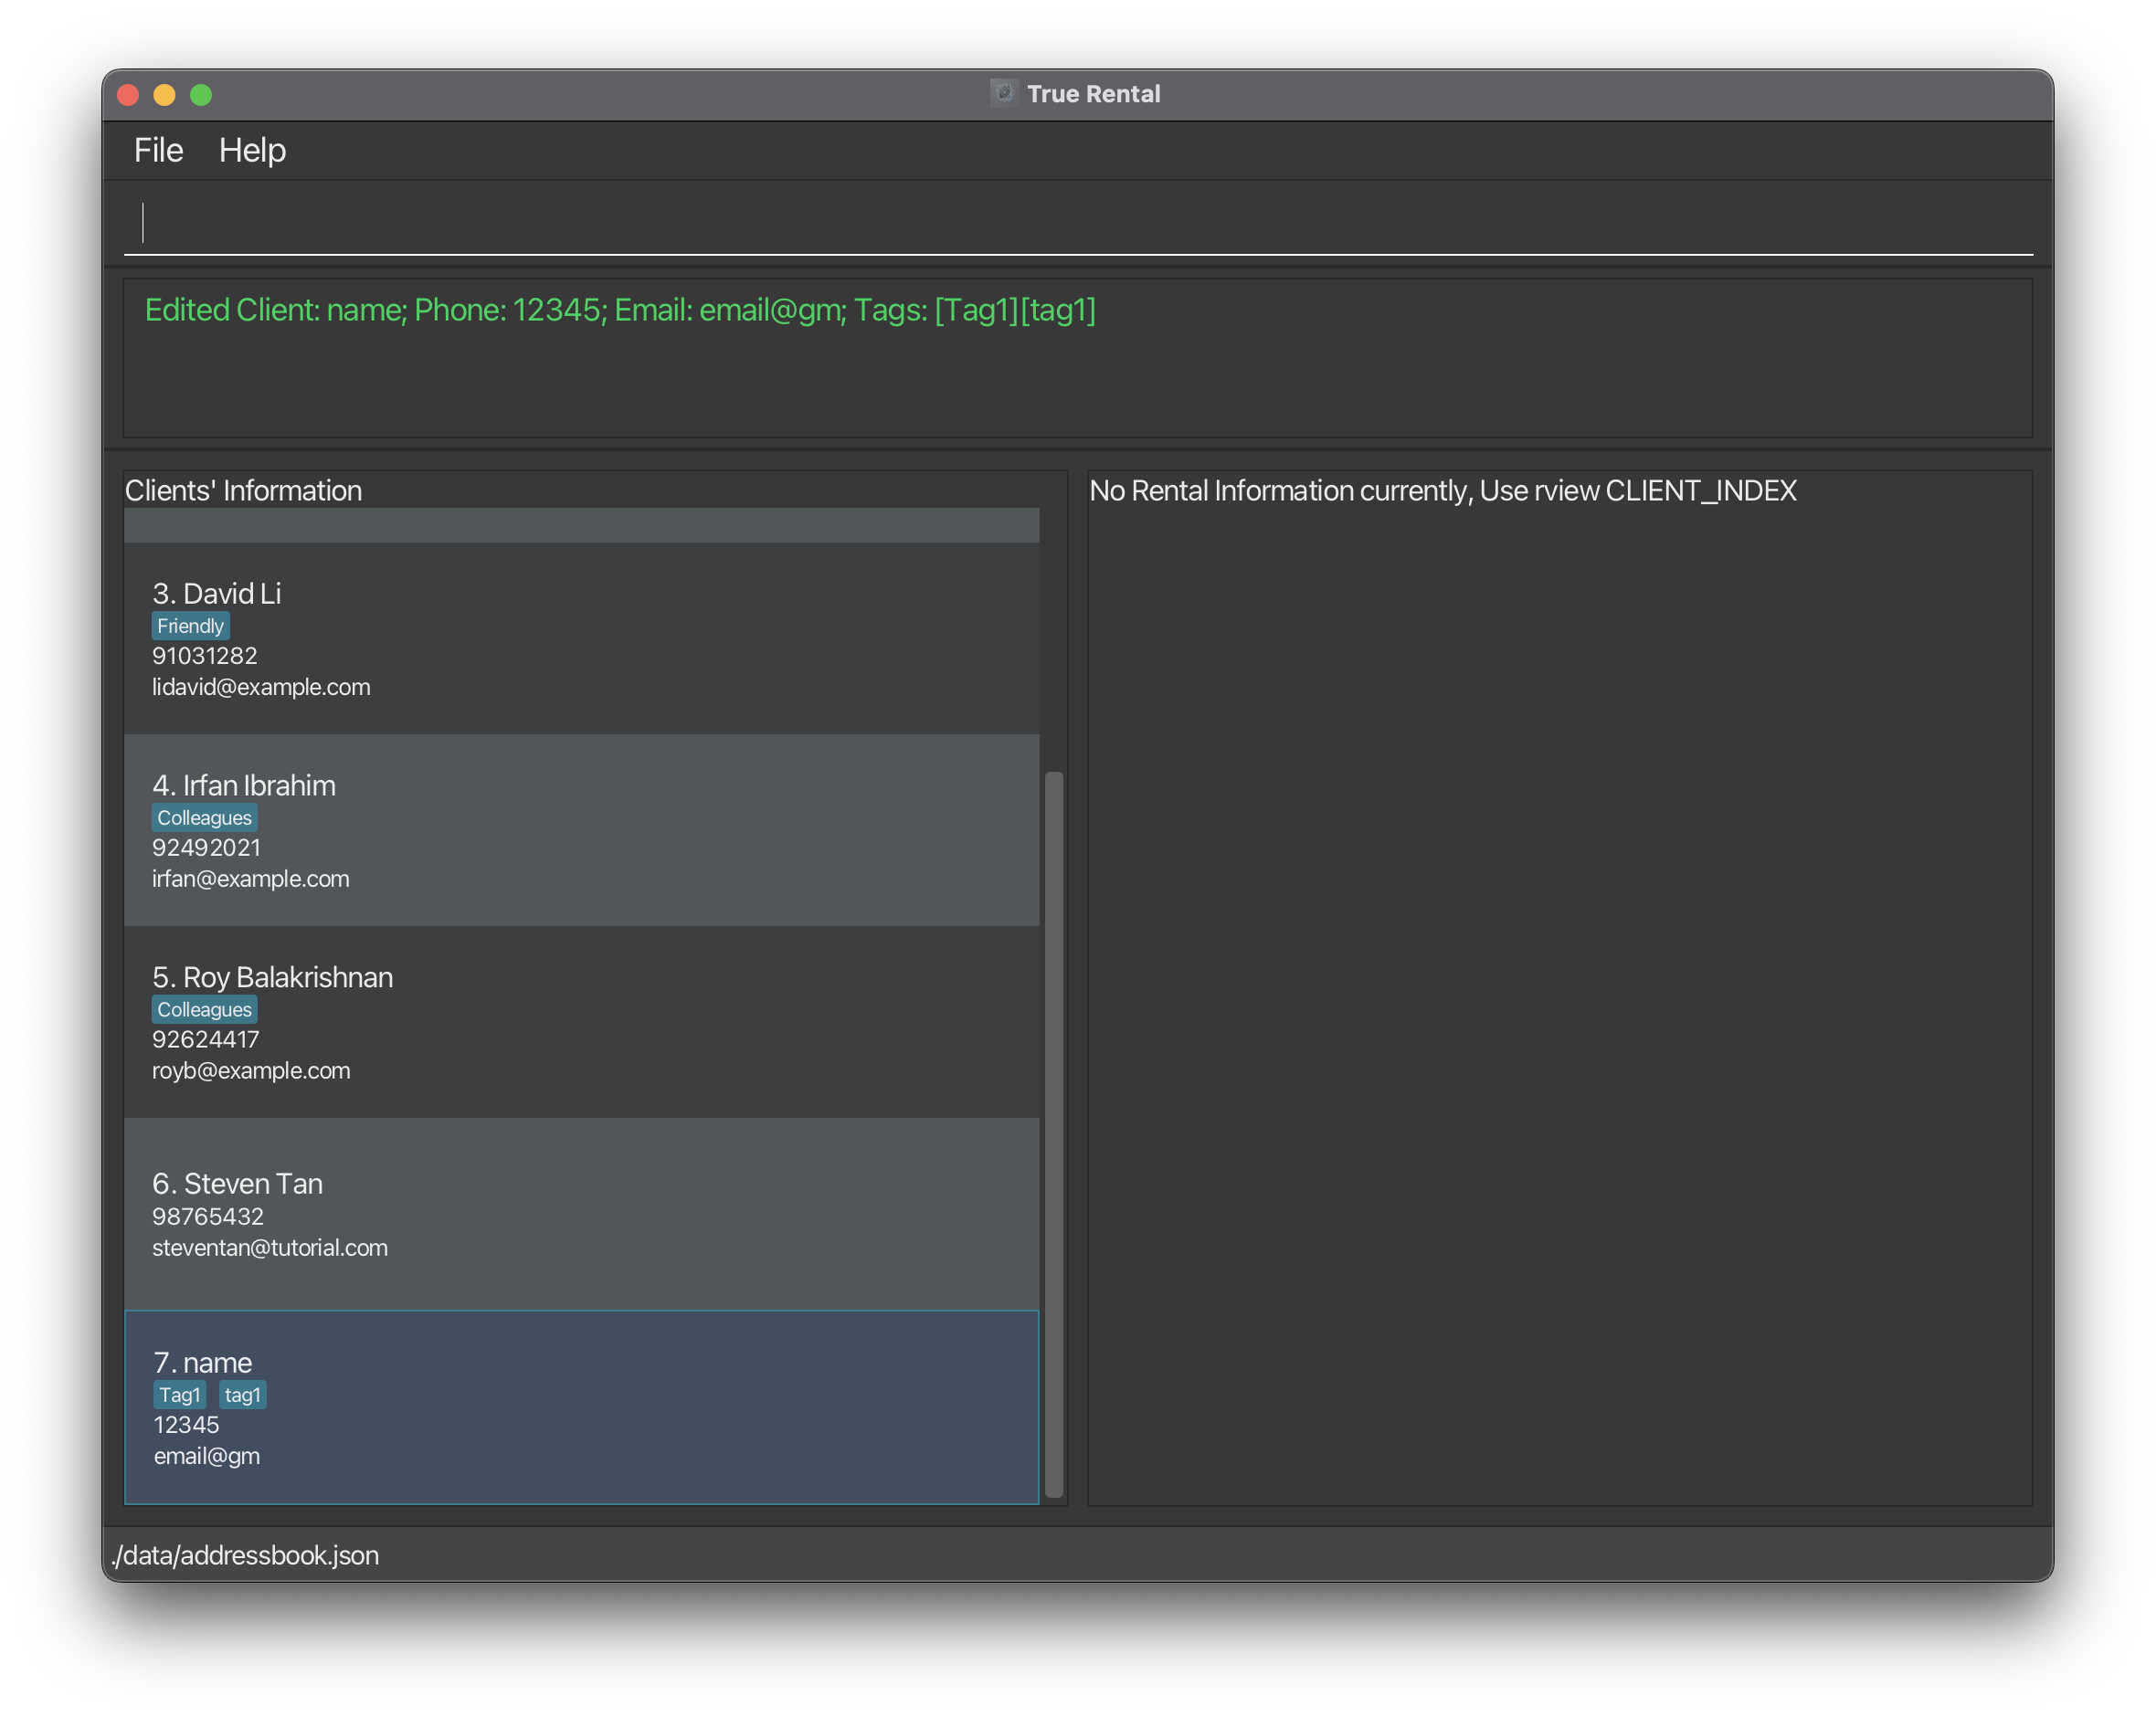 True Rental
File Help
Edited Client: name; Phone: 12345; Email: email@gm; Tags: [Tag1][tag1]
Clients' Information
3. David Li
Friendly
91031282
lidavid@example.com
4. Irfan Ibrahim
Colleagues
92492021
irfan@example.com
5. Roy Balakrishnan
Colleagues
92624417
royb@example.com
6. Steven Tan
98765432
steventan@tutorial.com
7. name
Tag1 tag1
12345
email@gm
No Rental Information currently, Use rview CLIENT_INDEX
./data/addressbook.json